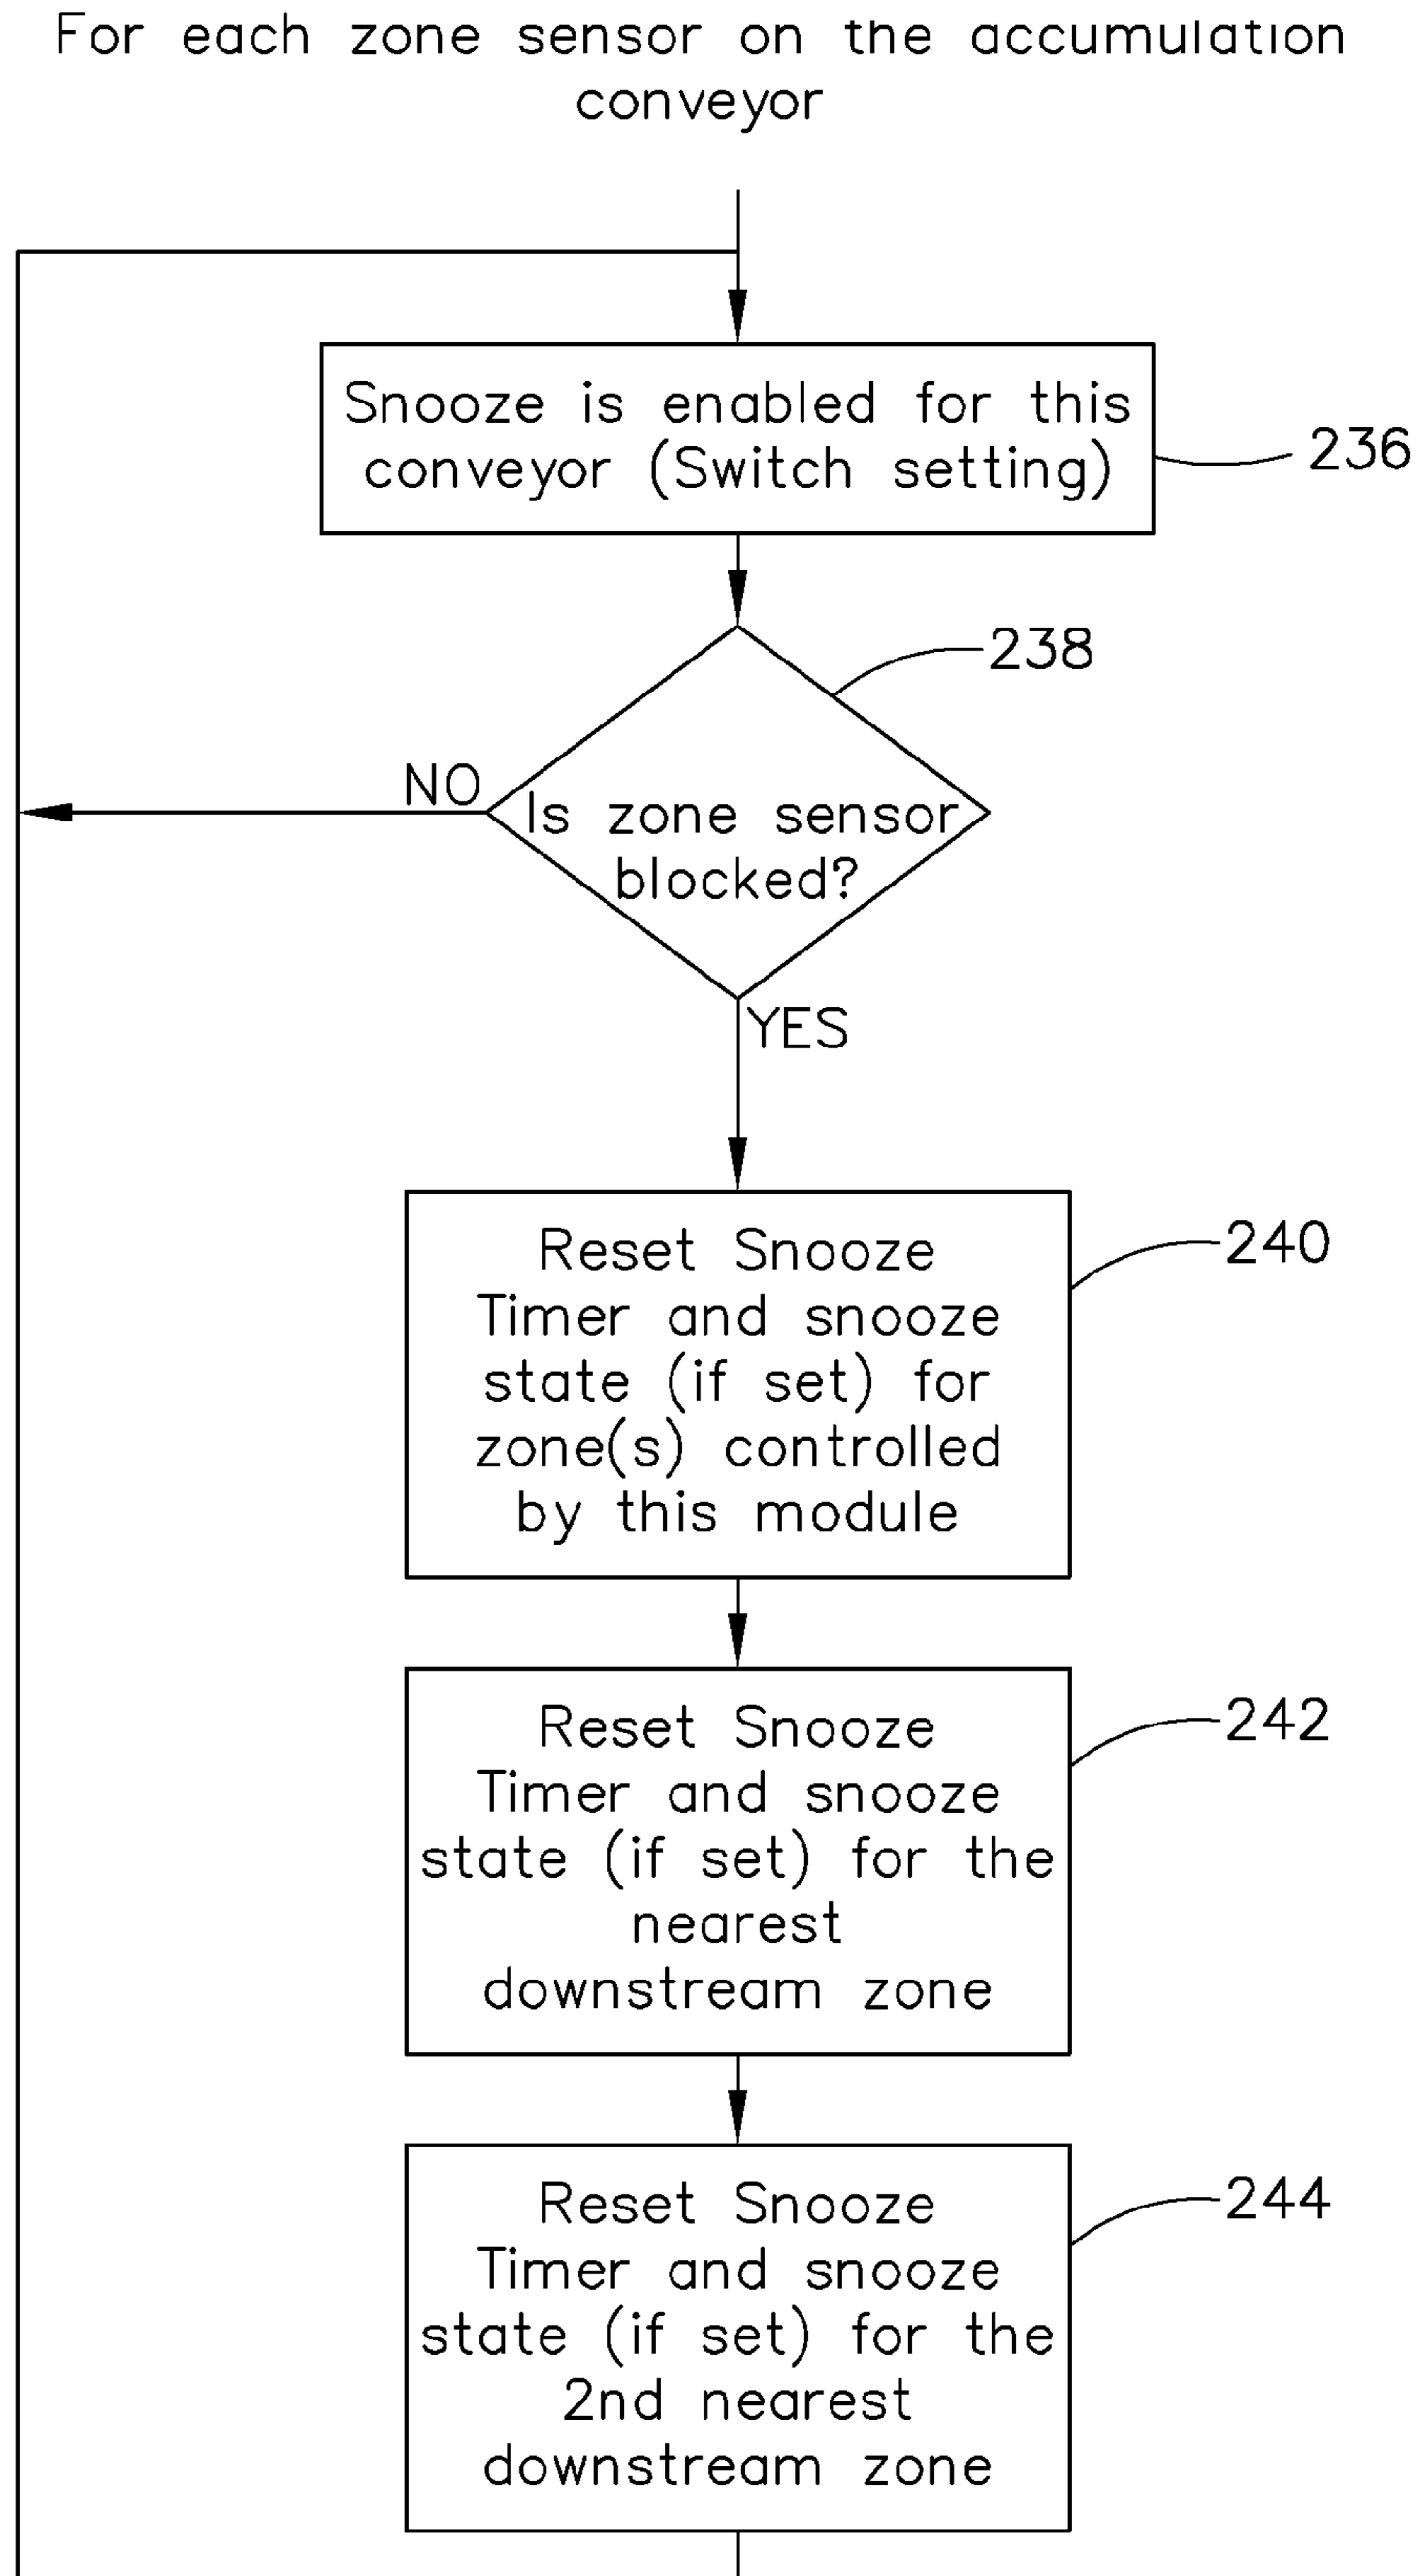 For each zone sensor on the accumulation
conveyor
Snooze is enabled for this
conveyor (Switch setting)
236
238
NO
Is zone sensor
blocked?
YES
Reset Snooze
Timer and snooze
state (if set) for
zone(s) controlled
by this module
240
Reset Snooze
Timer and snooze
state (if set) for the
nearest
downstream zone
242
Reset Snooze
Timer and snooze
state (if set) for the
2nd nearest
downstream zone
244